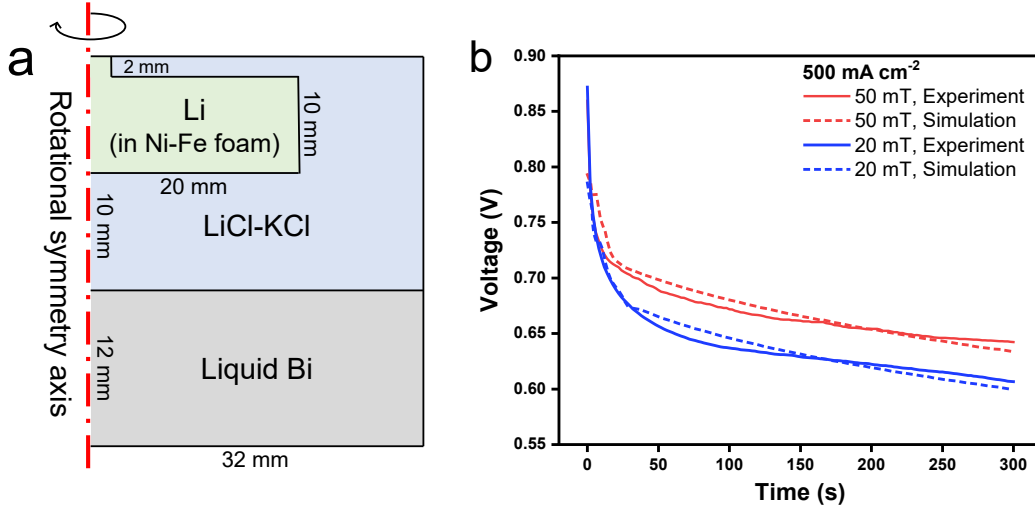 a
Rotational symmetry axis
2 mm
Li
(in Ni-Fe foam)
10 mm
20 mm
10 mm
LiCl-KCl
12 mm
Liquid Bi
32 mm
b
500 mA cm⁻²
50 mT, Experiment
50 mT, Simulation
20 mT, Experiment
20 mT, Simulation
Voltage (V)
0.90
0.85
0.80
0.75
0.70
0.65
0.60
0.55
0 50 100 150 200 250 300
Time (s)